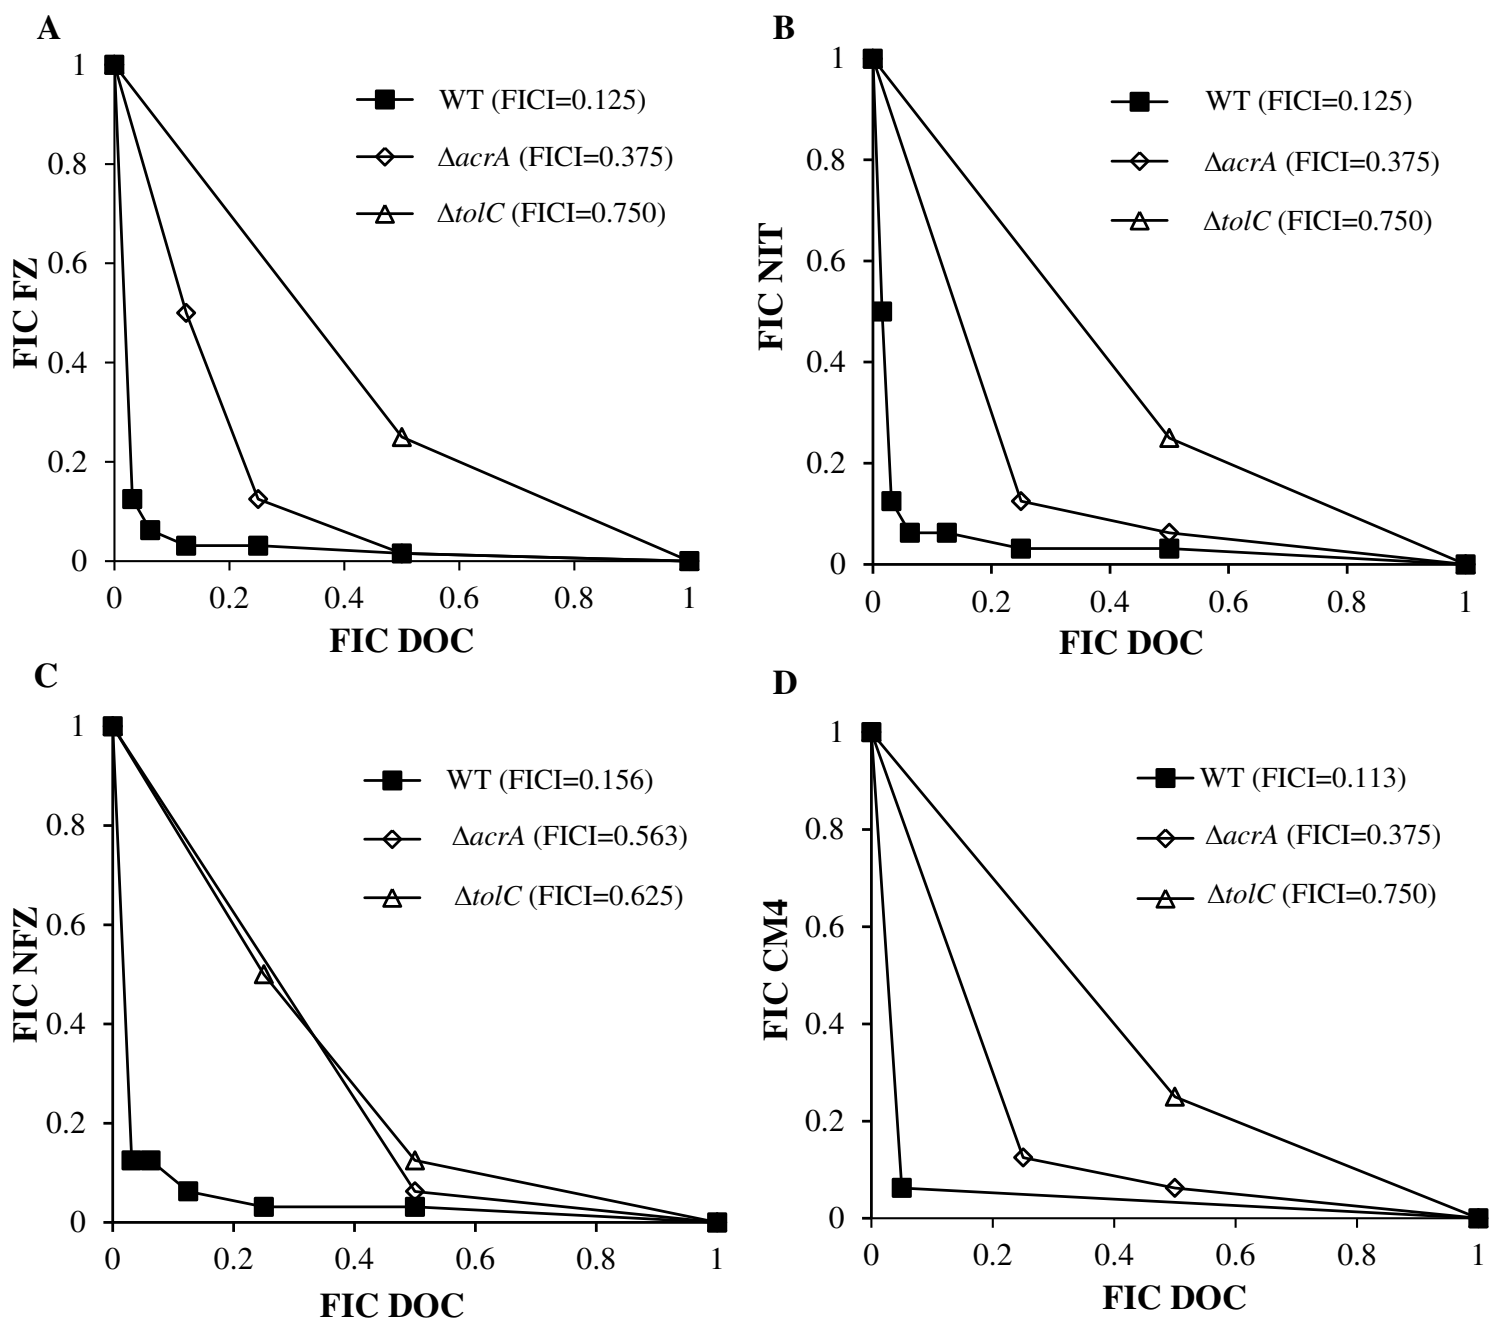 A
1
0.8
0.6
0.4
0.2
0
FIC FZ
WT (FICI=0.125)
ΔacrA (FICI=0.375)
ΔtolC (FICI=0.750)
0 0.2 0.4 0.6 0.8 1
FIC DOC
B
1
0.8
0.6
0.4
0.2
0
FIC NIT
WT (FICI=0.125)
ΔacrA (FICI=0.375)
ΔtolC (FICI=0.750)
0 0.2 0.4 0.6 0.8 1
FIC DOC
C
1
0.8
0.6
0.4
0.2
0
FIC NFZ
WT (FICI=0.156)
ΔacrA (FICI=0.563)
ΔtolC (FICI=0.625)
0 0.2 0.4 0.6 0.8 1
FIC DOC
D
1
0.8
0.6
0.4
0.2
0
FIC CM4
WT (FICI=0.113)
ΔacrA (FICI=0.375)
ΔtolC (FICI=0.750)
0 0.2 0.4 0.6 0.8 1
FIC DOC